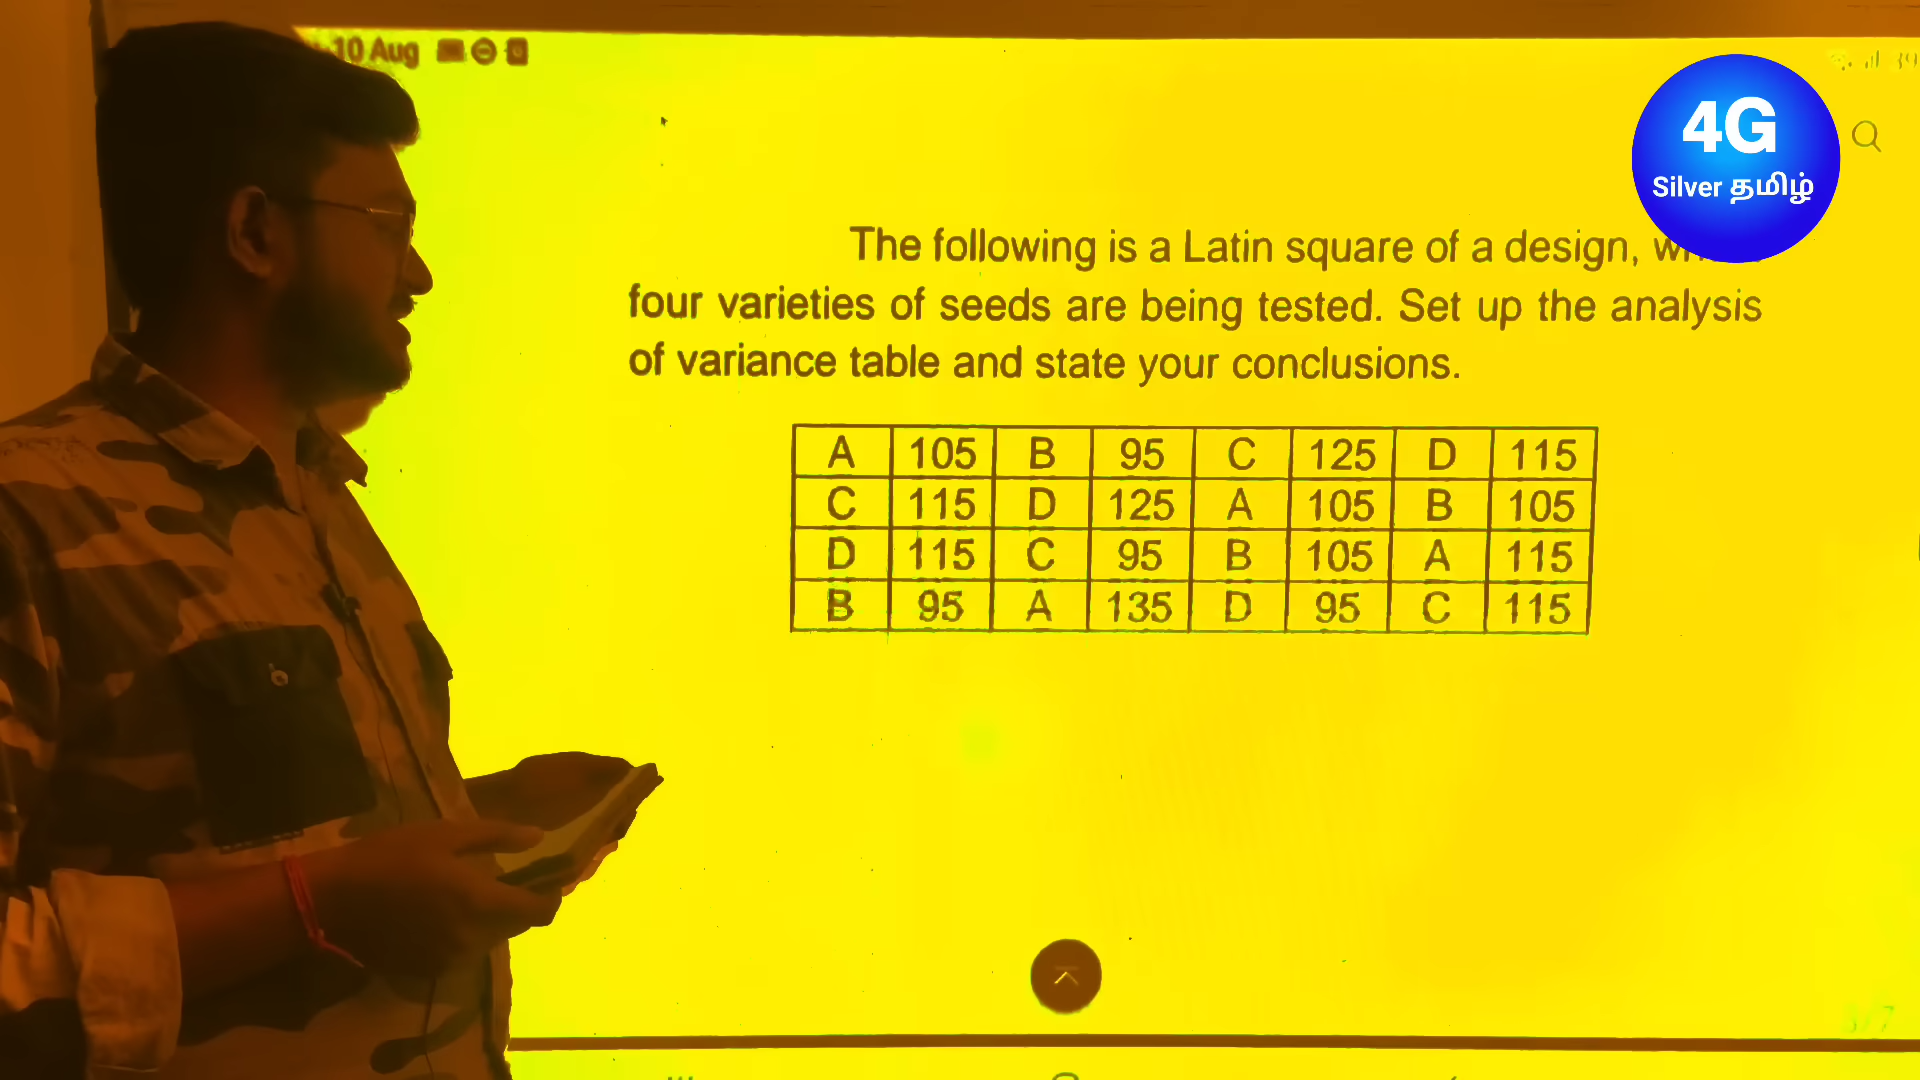 10 Aug
39
4G
Silver தமிழ்
The following is a Latin square of a design,
four varieties of seeds are being tested. Set up the analysis
of variance table and state your conclusions.
A 105 B 95 C 125 D 115
C 115 D 125 A 105 B 105
D 115 C 95 B 105 A 115
B 95 A 135 D 95 C 115